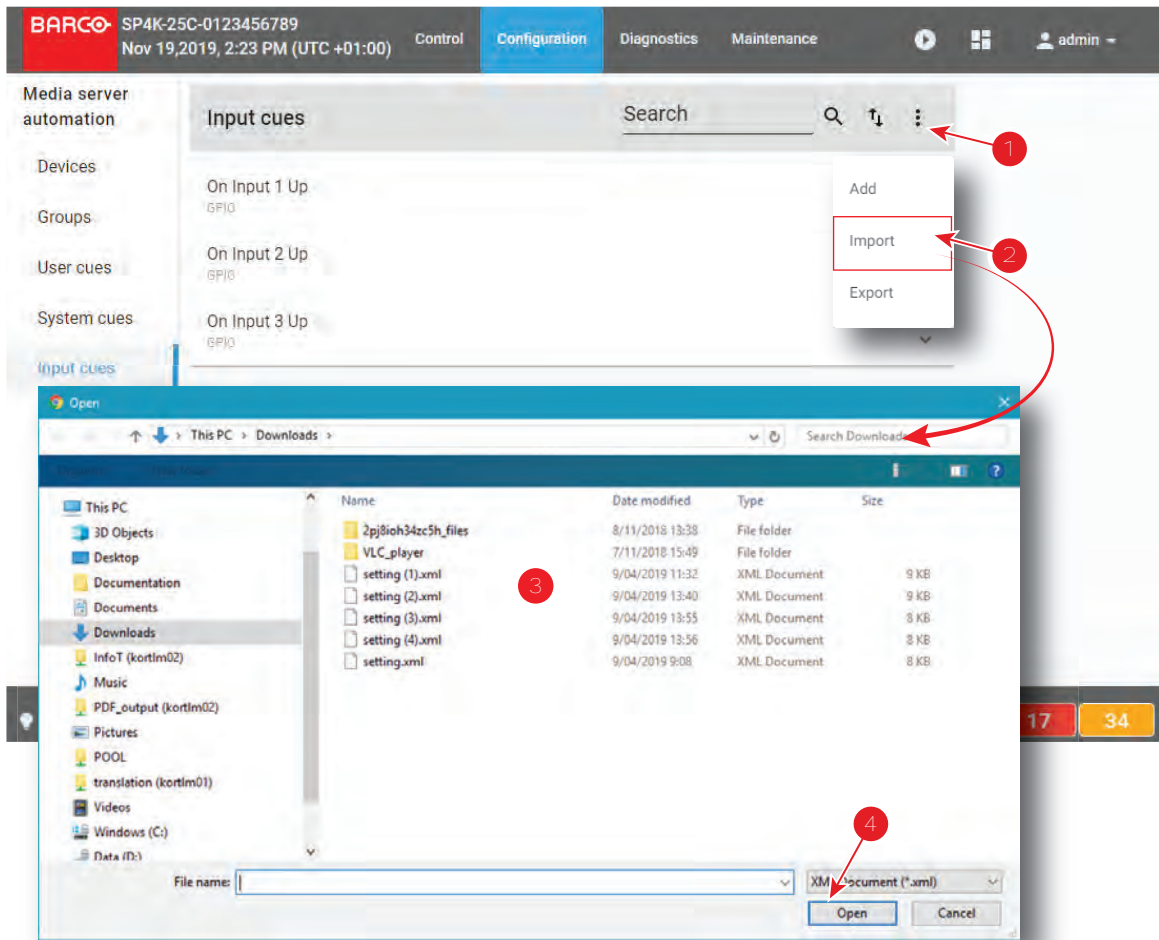 BARCO SP4K-25C-0123456789
Nov 19,2019, 2:23 PM (UTC +01:00)
Control Configuration Diagnostics Maintenance admin
Media server
automation
Devices
Groups
User cues
System cues
Input cues
Input cues Search
1
On Input 1 Up
GPIO
On Input 2 Up
GPIO
On Input 3 Up
GPIO
Add
Import
Export
2
Open
This PC > Downloads > Search Downloads
This PC
3D Objects
Desktop
Documentation
Documents
Downloads
InfoT (kortlm02)
Music
PDF_output (kortlm02)
Pictures
POOL
translation (kortlm01)
Videos
Windows (C:)
Data (D:)
Name Date modified Type Size
2pj8ioh34zc5h_files 8/11/2018 13:38 File folder
VLC_player 7/11/2018 15:49 File folder
setting (1).xml 9/04/2019 11:32 XML Document 9 KB
setting (2).xml 9/04/2019 13:40 XML Document 9 KB
setting (3).xml 9/04/2019 13:55 XML Document 8 KB
setting (4).xml 9/04/2019 13:56 XML Document 8 KB
setting.xml 9/04/2019 9:08 XML Document 8 KB
3
17 34
4
File name: XML Document (*.xml)
Open Cancel